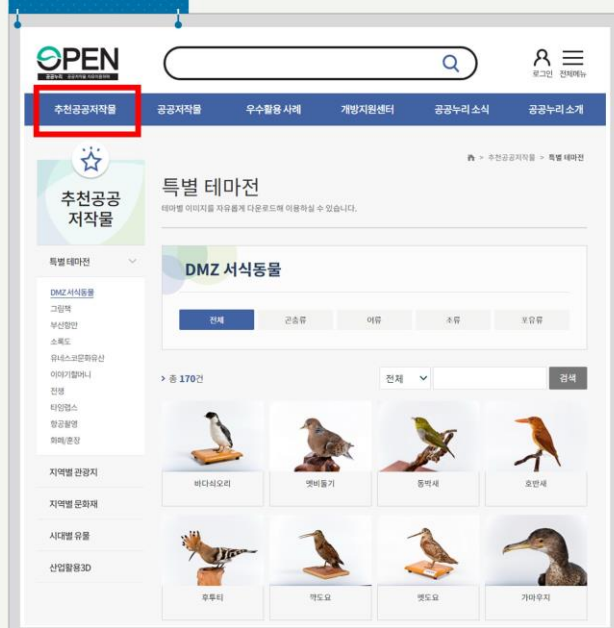 OPEN
공공누리 공공저작물 자유이용허락
로그인 전체메뉴
추천공공저작물 공공저작물 우수활용 사례 개방지원센터 공공누리 소식 공공누리 소개
> 추천공공저작물 > 특별 테마전
추천공공
저작물
특별 테마전
테마별 이미지를 자유롭게 다운로드해 이용하실 수 있습니다.
특별 테마전
DMZ 서식동물
그림책
부산항만
소록도
유네스코문화유산
이야기할머니
전쟁
타임랩스
항공촬영
화폐/훈장
지역별 관광지
지역별 문화재
시대별 유물
산업활용3D
DMZ 서식동물
전체 곤충류 어류 조류 포유류
> 총 170건
전체 검색
바다쇠오리 멧비둘기 동박새 호반새
후투티 깍도요 멧도요 가마우지